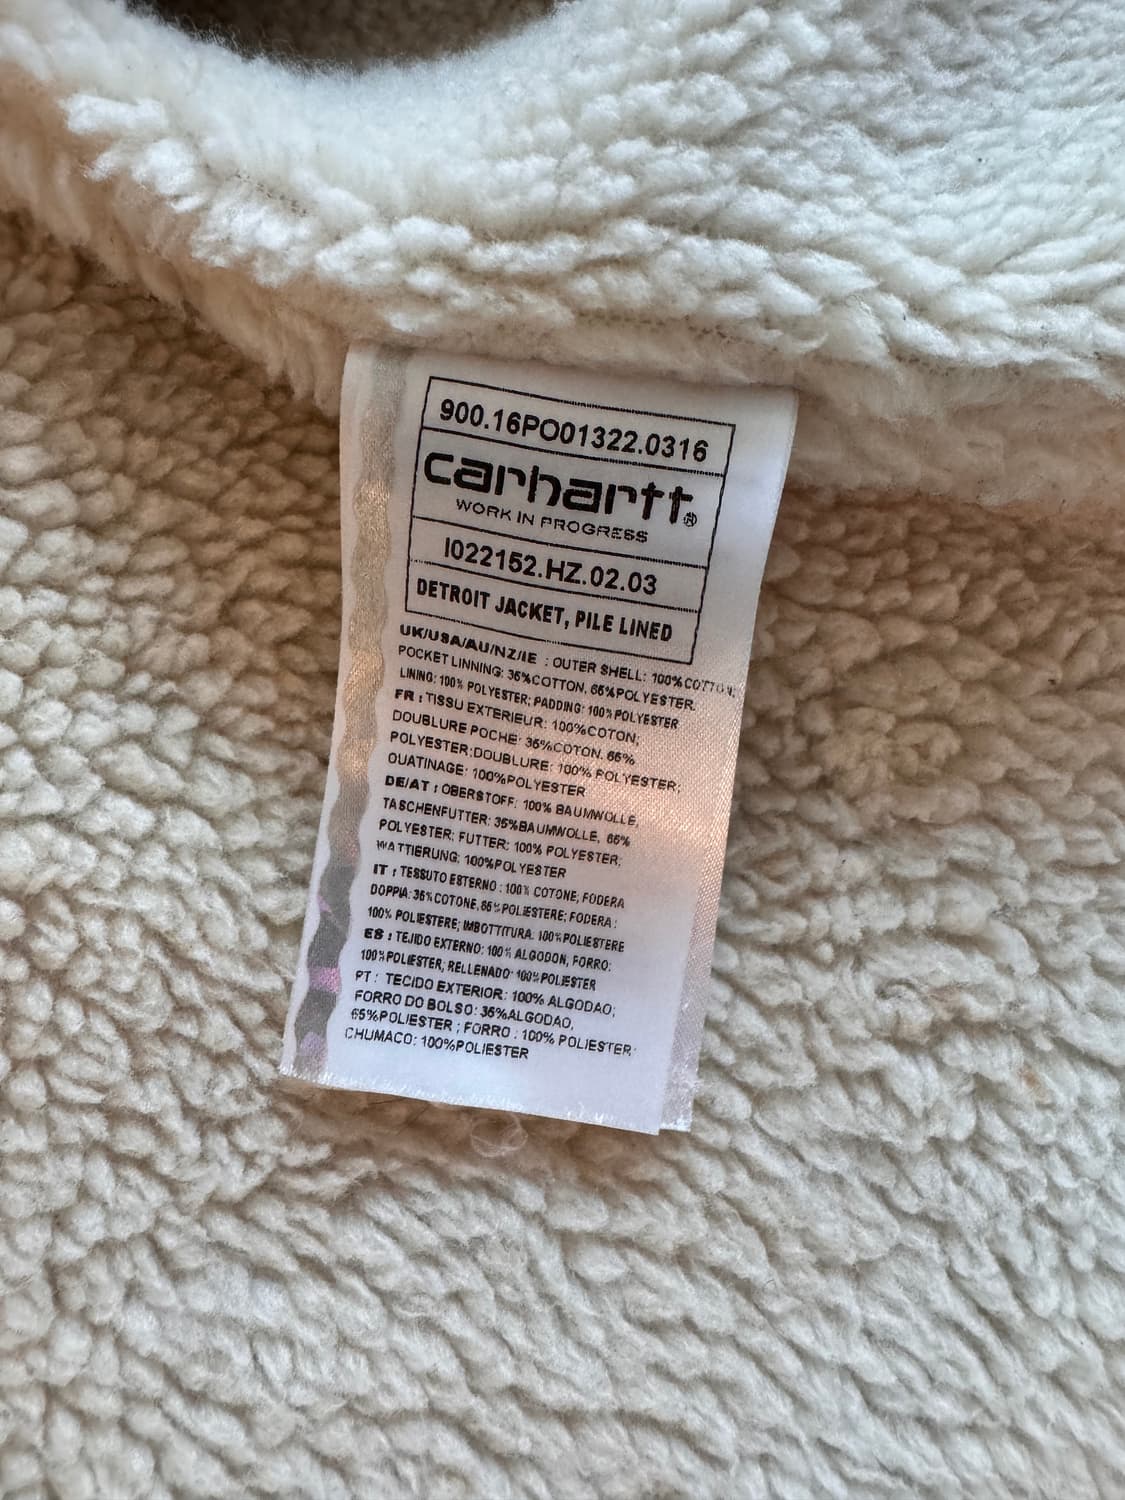 900.16PO01322.0316
carhartt®
WORK IN PROGRESS
I022152.HZ.02.03
DETROIT JACKET, PILE LINED
UK/USA/AU/NZ/IE : OUTER SHELL: 100%COTTON;
POCKET LINNING: 35%COTTON, 65%POLYESTER.
LINING: 100% POLYESTER; PADDING: 100%POLYESTER
FR : TISSU EXTERIEUR: 100%COTON;
DOUBLURE POCHE: 35%COTON. 65%
POLYESTER;DOUBLURE: 100% POLYESTER;
OUATINAGE: 100%POLYESTER
DE/AT : OBERSTOFF: 100% BAUMWOLLE,
TASCHENFUTTER: 35%BAUMWOLLE, 65%
POLYESTER; FUTTER: 100% POLYESTER;
WATTIERUNG: 100%POLYESTER
IT : TESSUTO ESTERNO : 100% COTONE; FODERA
DOPPIA: 35%COTONE, 65%POLIESTERE; FODERA :
100% POLIESTERE; IMBOTTITURA: 100%POLIESTERE
ES : TEJIDO EXTERNO: 100% ALGODON, FORRO:
100%POLIESTER, RELLENADO: 100%POLIESTER
PT : TECIDO EXTERIOR: 100% ALGODAO;
FORRO DO BOLSO: 35%ALGODAO,
65%POLIESTER ; FORRO : 100% POLIESTER;
CHUMACO: 100%POLIESTER